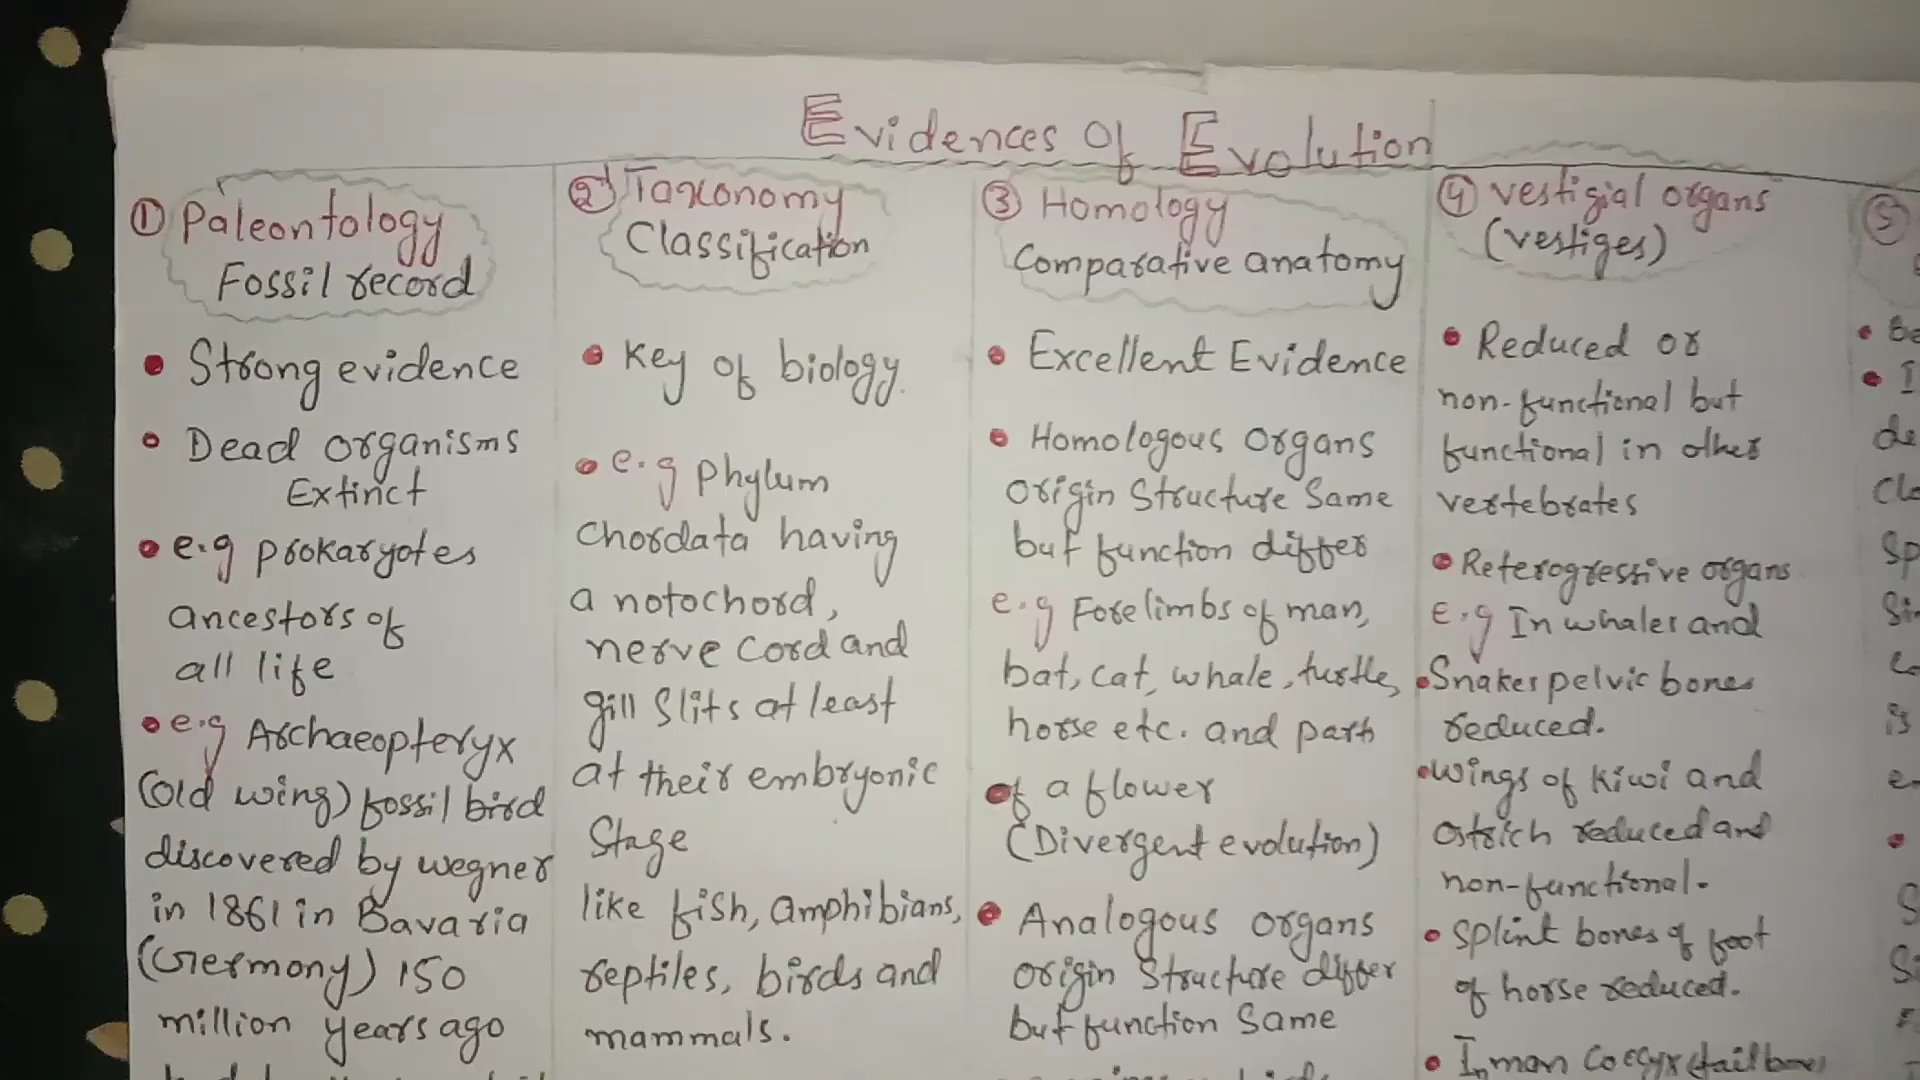 Evidences Of Evolution
① Paleontology
Fossil record
• Strong evidence
• Dead organisms
Extinct
• e.g prokaryotes
ancestors of
all life
• e.g Archaeopteryx
(old wing) fossil bird
discovered by wegner
in 1861 in Bavaria
(Germony) 150
million years ago
② Taxonomy
Classification
• Key of biology.
• e.g phylum
chordata having
a notochord,
nerve cord and
gill slits at least
at their embryonic
Stage
like fish, amphibians,
reptiles, birds and
mammals.
③ Homology
Comparative anatomy
• Excellent Evidence
• Homologous organs
origin structure same
but function differ
e.g Forelimbs of man,
bat, cat, whale, turtle,
horse etc. and parts
of a flower
(Divergent evolution)
• Analogous organs
origin structure differ
but function same
④ vestigial organs
(vestiges)
• Reduced or
non-functional but
functional in other
vertebrates
• Reterogressive organs
e.g In whales and
• Snakes pelvic bones
reduced.
• wings of kiwi and
ostrich reduced and
non-functional.
• splint bones of foot
of horse reduced.
• In man coccyx (tail bone)
⑤
is